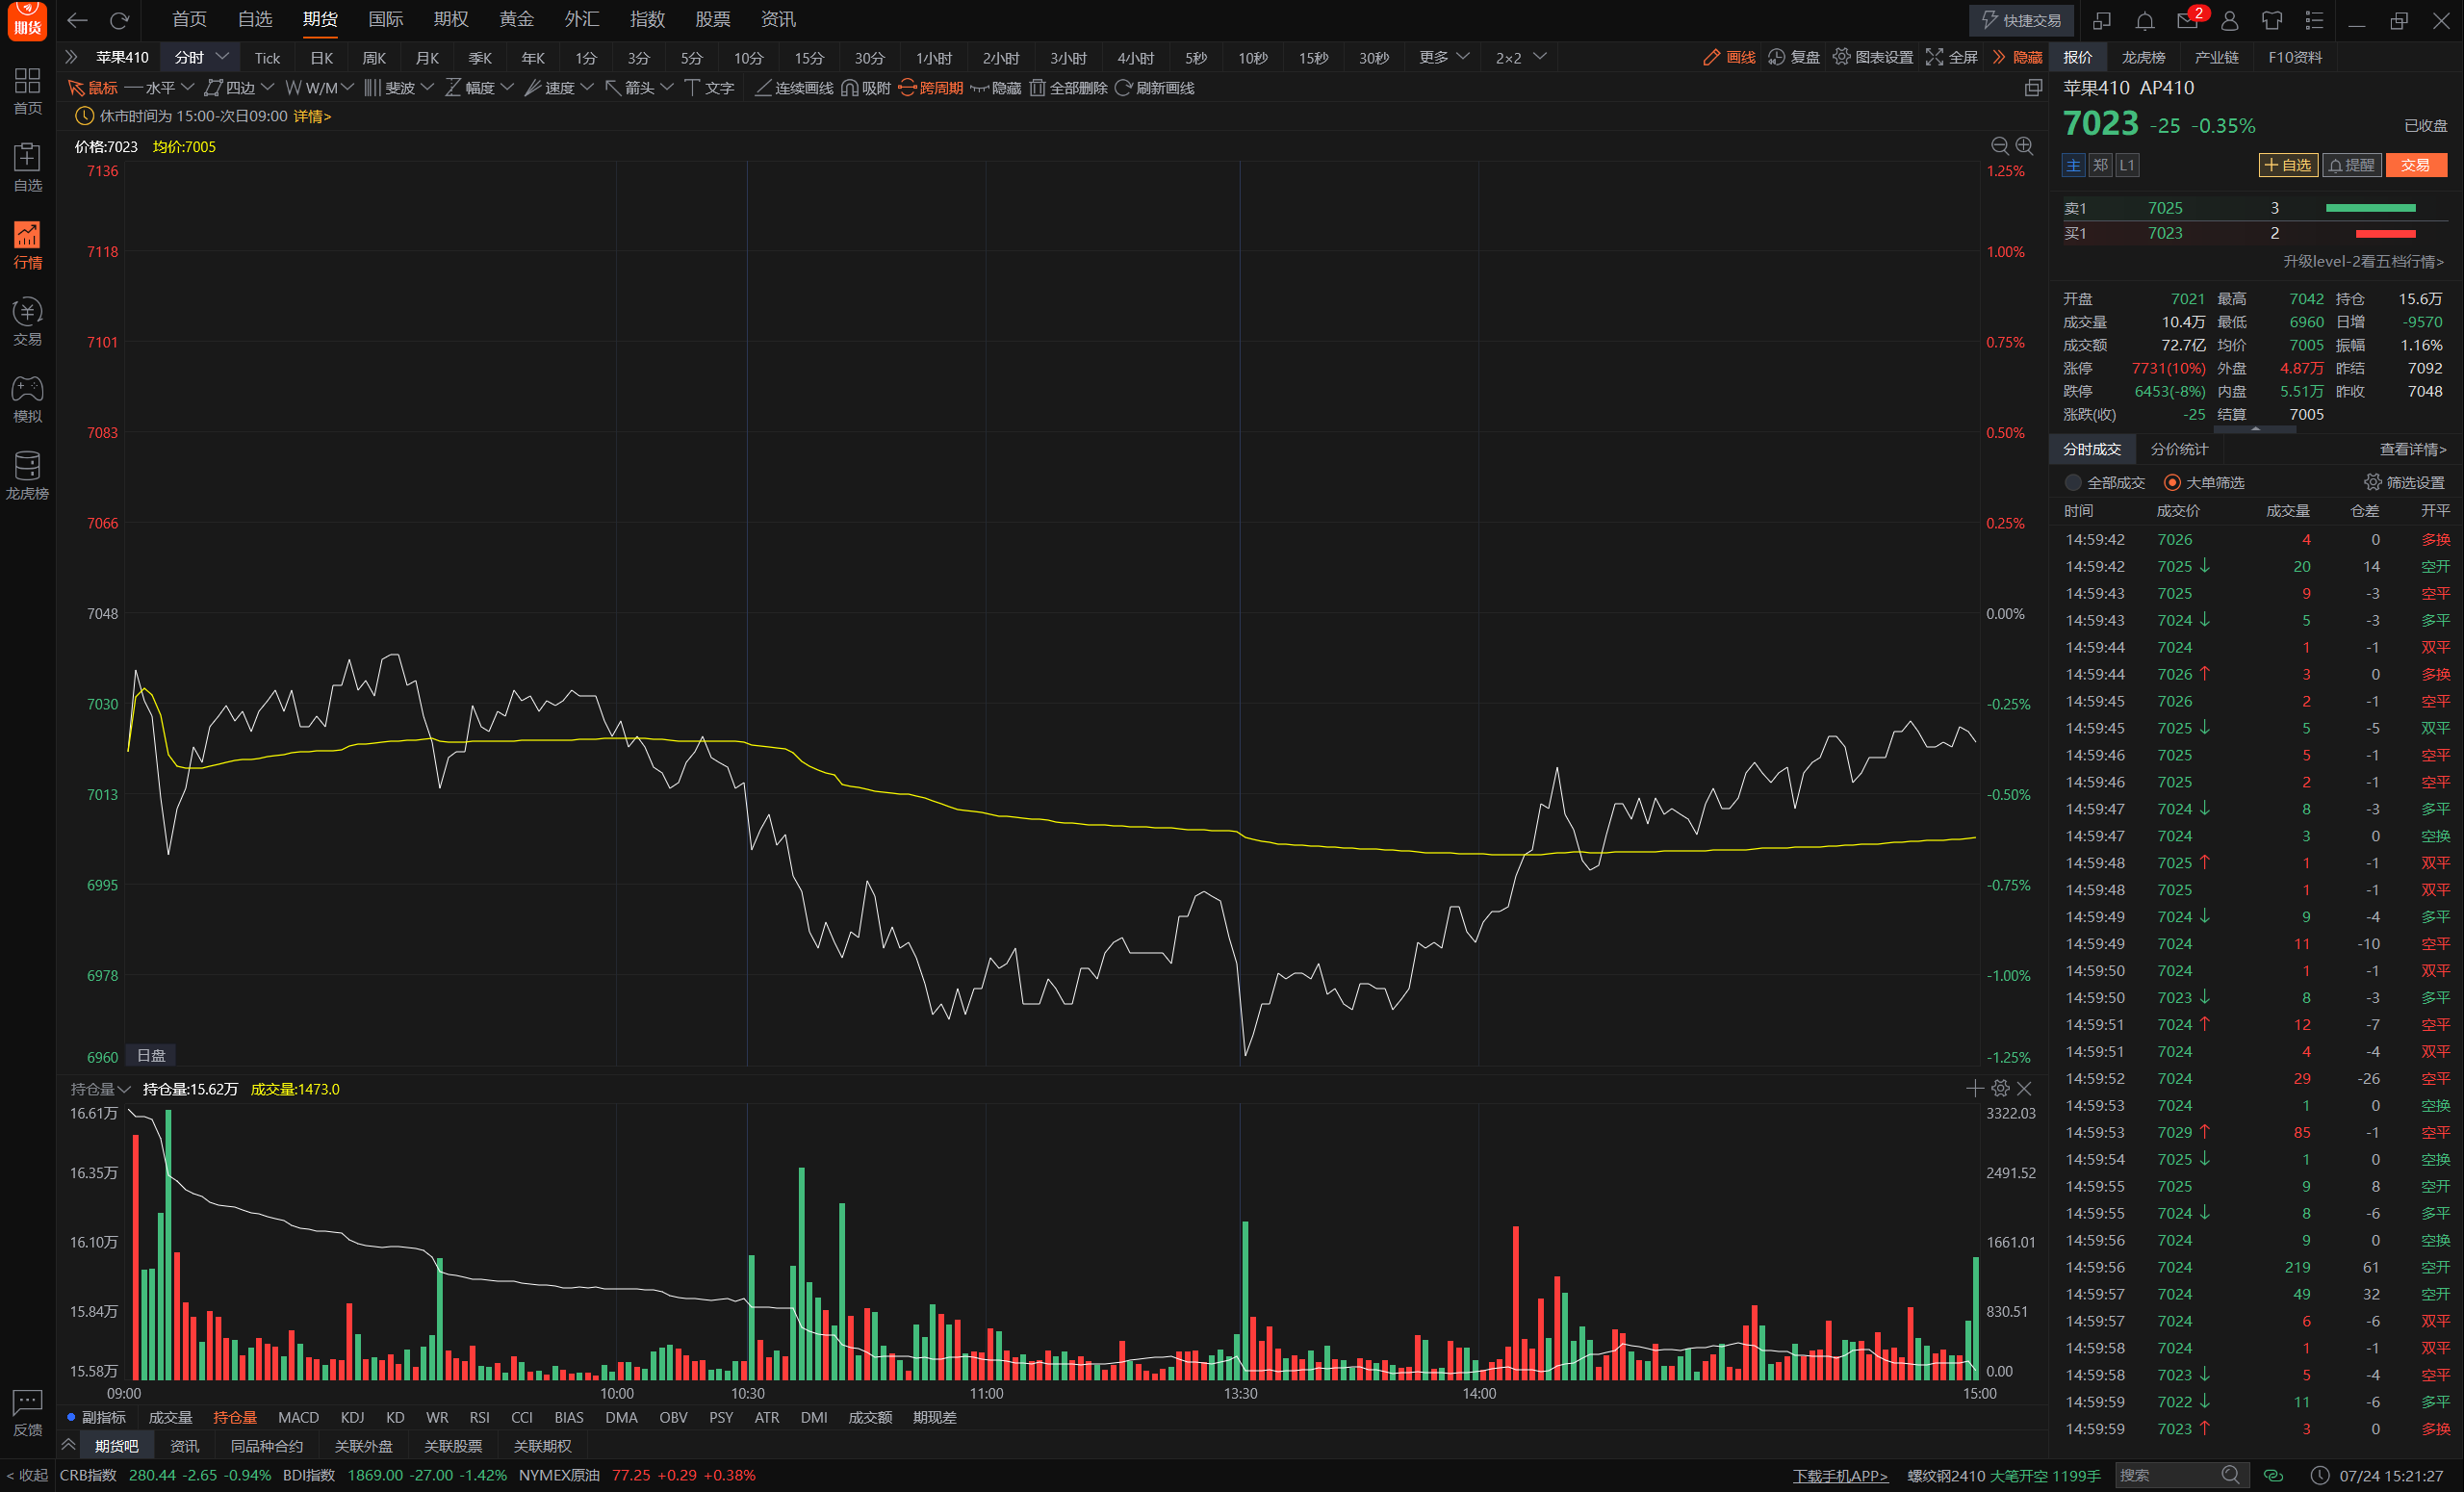 期货 首页 自选 期货 国际 期权 黄金 外汇 指数 股票 资讯 快捷交易 2
苹果410 分时 Tick 日K 周K 月K 季K 年K 1分 3分 5分 10分 15分 30分 1小时 2小时 3小时 4小时 5秒 10秒 15秒 30秒 更多 2×2 画线 复盘 图表设置 全屏 隐藏 报价 龙虎榜 产业链 F10资料
鼠标 水平 四边 W/M 斐波 幅度 速度 箭头 文字 连续画线 吸附 跨周期 隐藏 全部删除 刷新画线
休市时间为 15:00-次日09:00 详情>
价格:7023 均价:7005
首页
自选
行情
交易
模拟
龙虎榜
反馈
7136 1.25%
7118 1.00%
7101 0.75%
7083 0.50%
7066 0.25%
7048 0.00%
7030 -0.25%
7013 -0.50%
6995 -0.75%
6978 -1.00%
6960 日盘 -1.25%
持仓量 持仓量:15.62万 成交量:1473.0
16.61万 3322.03
16.35万 2491.52
16.10万 1661.01
15.84万 830.51
15.58万 0.00
09:00 10:00 10:30 11:00 13:30 14:00 15:00
副指标 成交量 持仓量 MACD KDJ KD WR RSI CCI BIAS DMA OBV PSY ATR DMI 成交额 期现差
期货吧 资讯 同品种合约 关联外盘 关联股票 关联期权
苹果410 AP410
7023 -25 -0.35% 已收盘
主 郑 L1 自选 提醒 交易
卖1 7025 3
买1 7023 2
升级level-2看五档行情>
开盘 7021 最高 7042 持仓 15.6万
成交量 10.4万 最低 6960 日增 -9570
成交额 72.7亿 均价 7005 振幅 1.16%
涨停 7731(10%) 外盘 4.87万 昨结 7092
跌停 6453(-8%) 内盘 5.51万 昨收 7048
涨跌(收) -25 结算 7005
分时成交 分价统计 查看详情>
全部成交 大单筛选 筛选设置
时间 成交价 成交量 仓差 开平
14:59:42 7026 4 0 多换
14:59:42 7025 ↓ 20 14 空开
14:59:43 7025 9 -3 空平
14:59:43 7024 ↓ 5 -3 多平
14:59:44 7024 1 -1 双平
14:59:44 7026 ↑ 3 0 多换
14:59:45 7026 2 -1 空平
14:59:45 7025 ↓ 5 -5 双平
14:59:46 7025 5 -1 空平
14:59:46 7025 2 -1 空平
14:59:47 7024 ↓ 8 -3 多平
14:59:47 7024 3 0 空换
14:59:48 7025 ↑ 1 -1 双平
14:59:48 7025 1 -1 双平
14:59:49 7024 ↓ 9 -4 多平
14:59:49 7024 11 -10 空平
14:59:50 7024 1 -1 双平
14:59:50 7023 ↓ 8 -3 多平
14:59:51 7024 ↑ 12 -7 空平
14:59:51 7024 4 -4 双平
14:59:52 7024 29 -26 空平
14:59:53 7024 1 0 空换
14:59:53 7029 ↑ 85 -1 空平
14:59:54 7025 ↓ 1 0 空换
14:59:55 7025 9 8 空开
14:59:55 7024 ↓ 8 -6 多平
14:59:56 7024 9 0 空换
14:59:56 7024 219 61 空开
14:59:57 7024 49 32 空开
14:59:57 7024 6 -6 双平
14:59:58 7024 1 -1 双平
14:59:58 7023 ↓ 5 -4 空平
14:59:59 7022 ↓ 11 -6 多平
14:59:59 7023 ↑ 3 0 多换
< 收起 CRB指数 280.44 -2.65 -0.94% BDI指数 1869.00 -27.00 -1.42% NYMEX原油 77.25 +0.29 +0.38% 下载手机APP> 螺纹钢2410 大笔开空 1199手 搜索 07/24 15:21:27